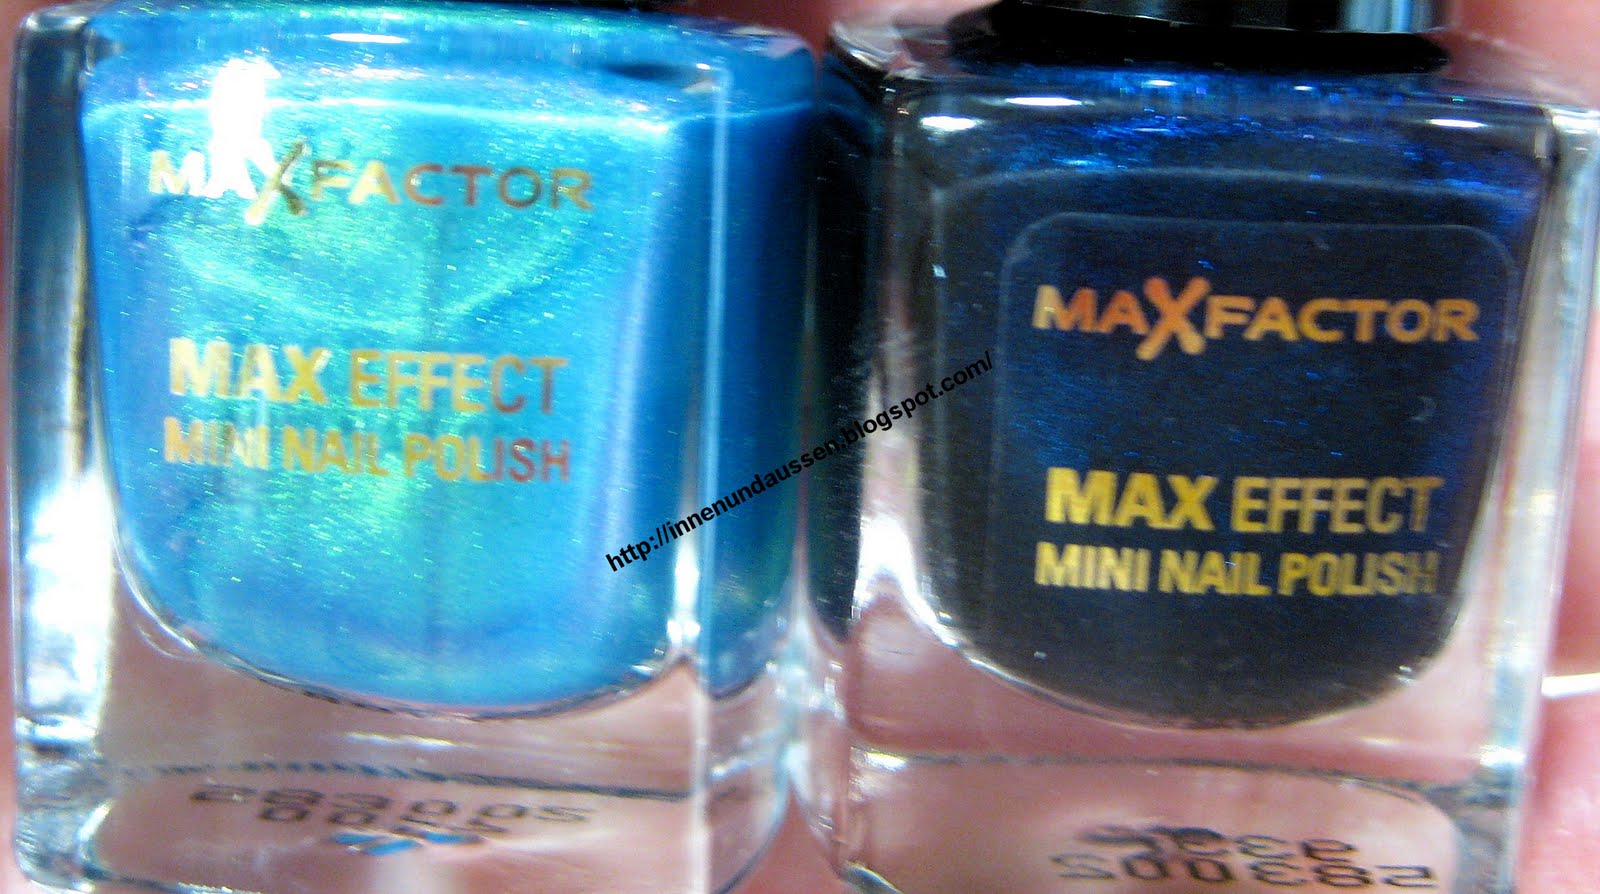 MAXFACTOR
MAX EFFECT
MINI NAIL POLISH
http://innenundaussen.blogspot.com/
MAXFACTOR
MAX EFFECT
MINI NAIL POLISH